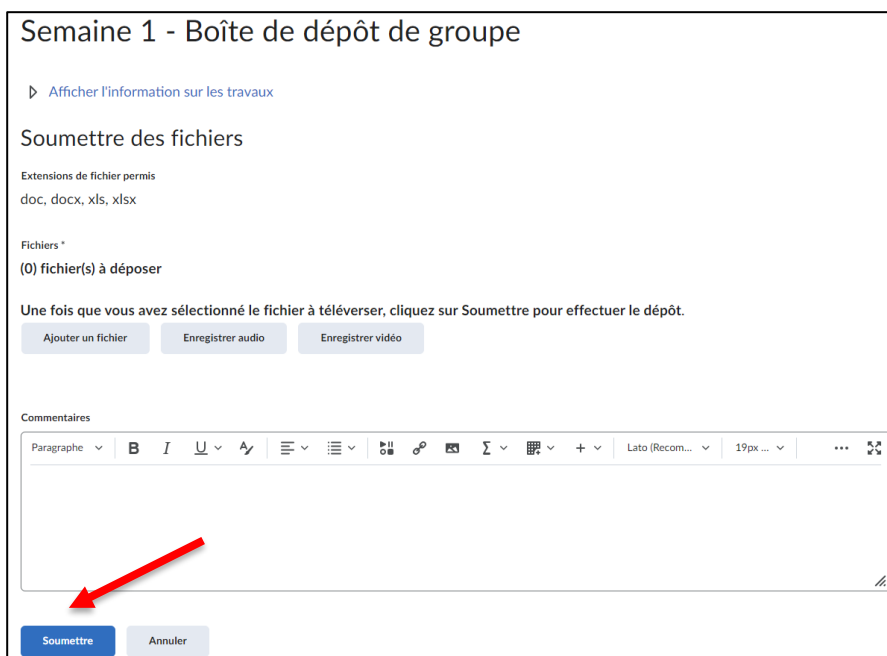 Semaine 1 - Boîte de dépôt de groupe
Afficher l'information sur les travaux
Soumettre des fichiers
Extensions de fichier permis
doc, docx, xls, xlsx
Fichiers *
(0) fichier(s) à déposer
Une fois que vous avez sélectionné le fichier à téléverser, cliquez sur Soumettre pour effectuer le dépôt.
Ajouter un fichier Enregistrer audio Enregistrer vidéo
Commentaires
Paragraphe B I U A Σ + Lato (Recom... 19px ... ...
Soumettre Annuler